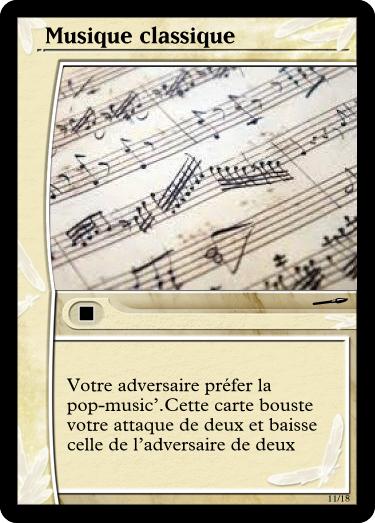 Musique classique
Votre adversaire préfer la
pop-music’.Cette carte bouste
votre attaque de deux et baisse
celle de l’adversaire de deux
11/18